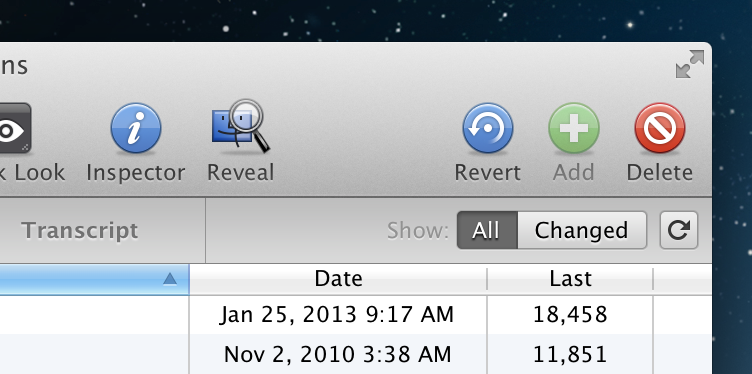 ns
k Look Inspector Reveal Revert Add Delete
Transcript Show: All Changed
Date Last
Jan 25, 2013 9:17 AM 18,458
Nov 2, 2010 3:38 AM 11,851